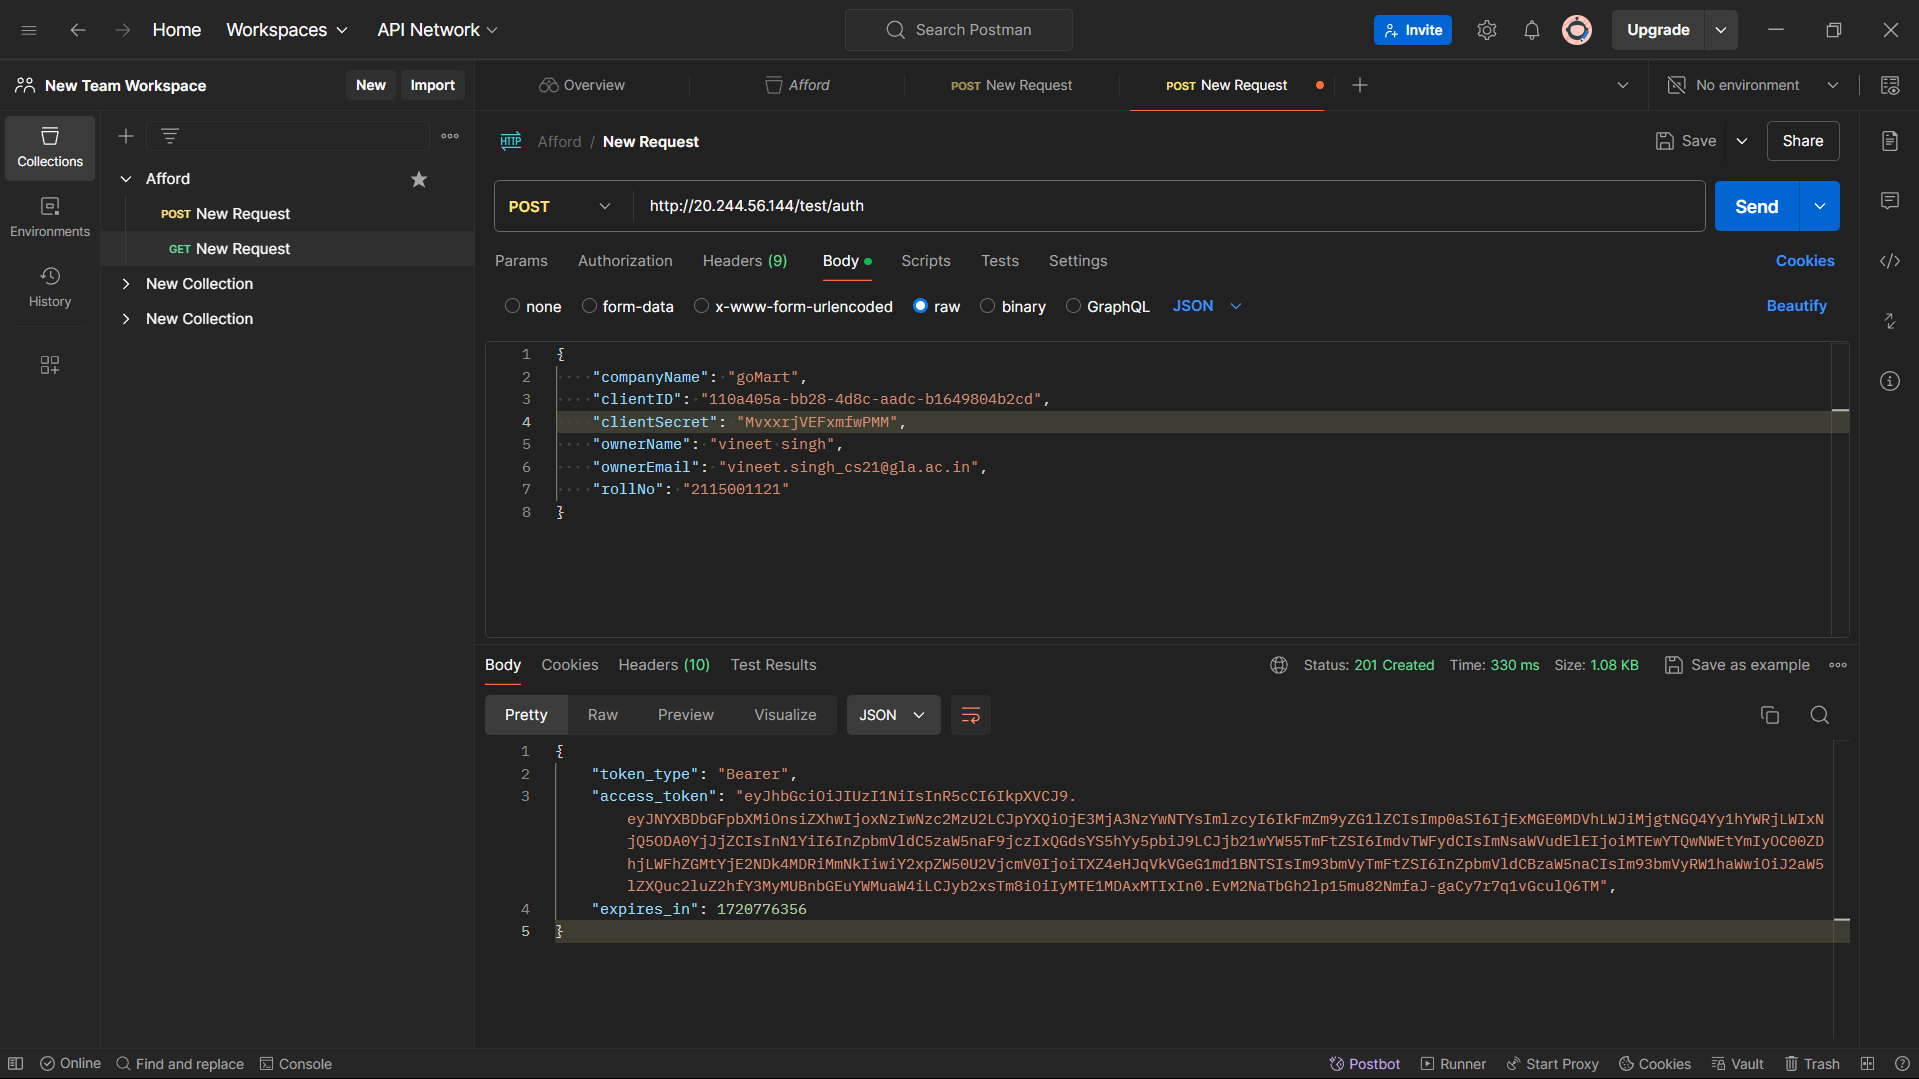 Home Workspaces API Network Search Postman Invite Upgrade
New Team Workspace New Import Overview Afford POST New Request POST New Request No environment
Collections
Environments
History
Afford
POST New Request
GET New Request
New Collection
New Collection
HTTP Afford / New Request Save Share
POST http://20.244.56.144/test/auth Send
Params Authorization Headers (9) Body Scripts Tests Settings Cookies
none form-data x-www-form-urlencoded raw binary GraphQL JSON Beautify
1 {
2 "companyName": "goMart",
3 "clientID": "110a405a-bb28-4d8c-aadc-b1649804b2cd",
4 "clientSecret": "MvxxrjVEFxmfwPMM",
5 "ownerName": "vineet singh",
6 "ownerEmail": "vineet.singh_cs21@gla.ac.in",
7 "rollNo": "2115001121"
8 }
Body Cookies Headers (10) Test Results Status: 201 Created Time: 330 ms Size: 1.08 KB Save as example
Pretty Raw Preview Visualize JSON
1 {
2 "token_type": "Bearer",
3 "access_token": "eyJhbGciOiJIUzI1NiIsInR5cCI6IkpXVCJ9.
eyJNYXBDbGFpbXMiOnsiZXhwIjoxNzIwNzc2MzU2LCJpYXQiOjE3MjA3NzYwNTYsImlzcyI6IkFmZm9yZG1lZCIsImp0aSI6IjExMGE0MDVhLWJiMjgtNGQ4Yy1hYWRjLWIxN
jQ5ODA0YjJjZCIsInN1YiI6InZpbmVldC5zaW5naF9jczIxQGdsYS5hYy5pbiJ9LCJjb21wYW55TmFtZSI6ImdvTWFydCIsImNsaWVudElEIjoiMTEwYTQwNWEtYmIyOC00ZD
hjLWFhZGMtYjE2NDk4MDRiMmNkIiwiY2xpZW50U2VjcmV0IjoiTXZ4eHJqVkVGeG1md1BNTSIsIm93bmVyTmFtZSI6InZpbmVldCBzaW5naCIsIm93bmVyRW1haWwiOiJ2aW5
lZXQuc2luZ2hfY3MyMUBnbGEuYWMuaW4iLCJyb2xsTm8iOiIyMTE1MDAxMTIxIn0.EvM2NaTbGh2lp15mu82NmfaJ-gaCy7r7q1vGculQ6TM",
4 "expires_in": 1720776356
5 }
Online Find and replace Console Postbot Runner Start Proxy Cookies Vault Trash